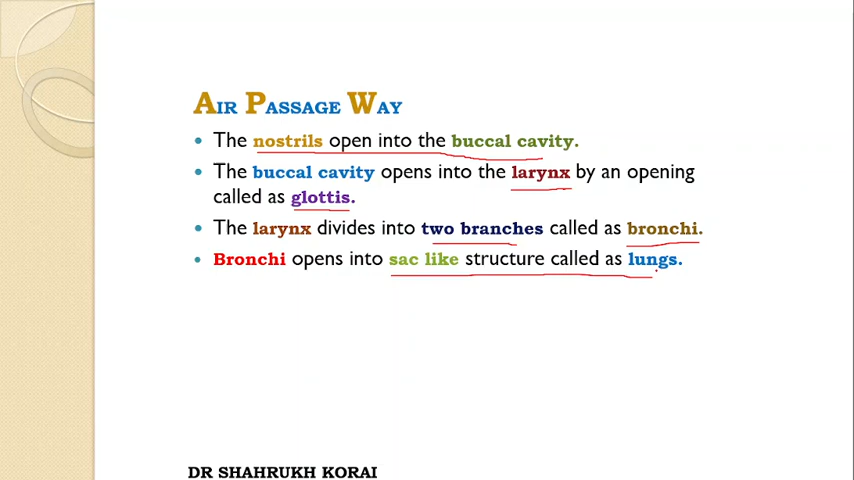 AIR PASSAGE WAY
• The nostrils open into the buccal cavity.
• The buccal cavity opens into the larynx by an opening
called as glottis.
• The larynx divides into two branches called as bronchi.
• Bronchi opens into sac like structure called as lungs.
DR SHAHRUKH KORAI